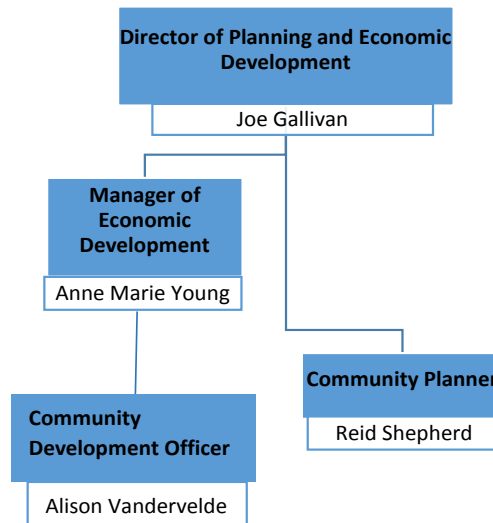 Director of Planning and Economic
Development
Joe Gallivan
Manager of
Economic
Development
Anne Marie Young
Community Planner
Reid Shepherd
Community
Development Officer
Alison Vandervelde